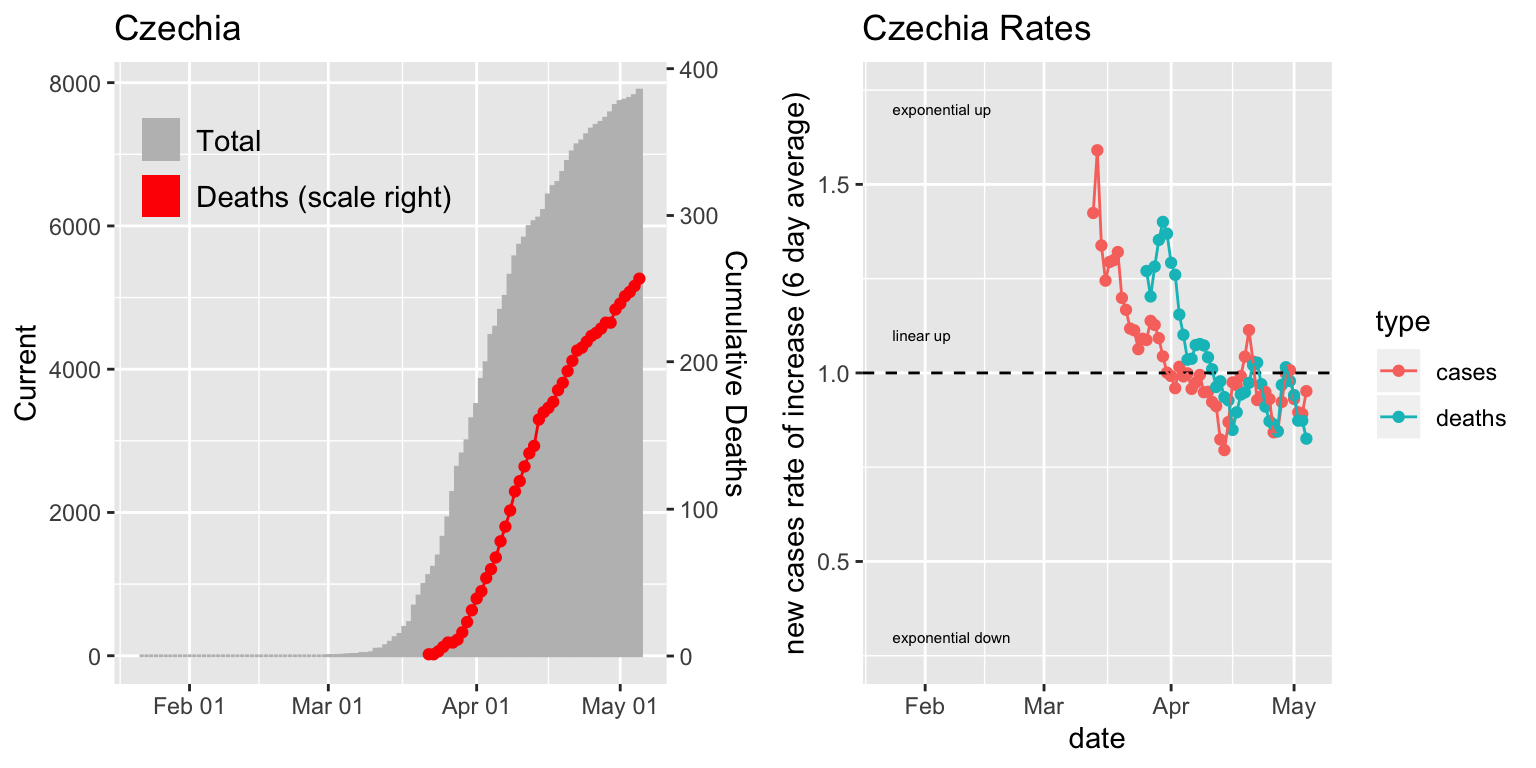 Czechia
8000
6000
4000
2000
0
Current
Total
Deaths (scale right)
400
300
200
100
0
Cumulative Deaths
Feb 01
Mar 01
Apr 01
May 01
Czechia Rates
new cases rate of increase (6 day average)
1.5
1.0
0.5
exponential up
linear up
exponential down
Feb
Mar
Apr
May
date
type
cases
deaths